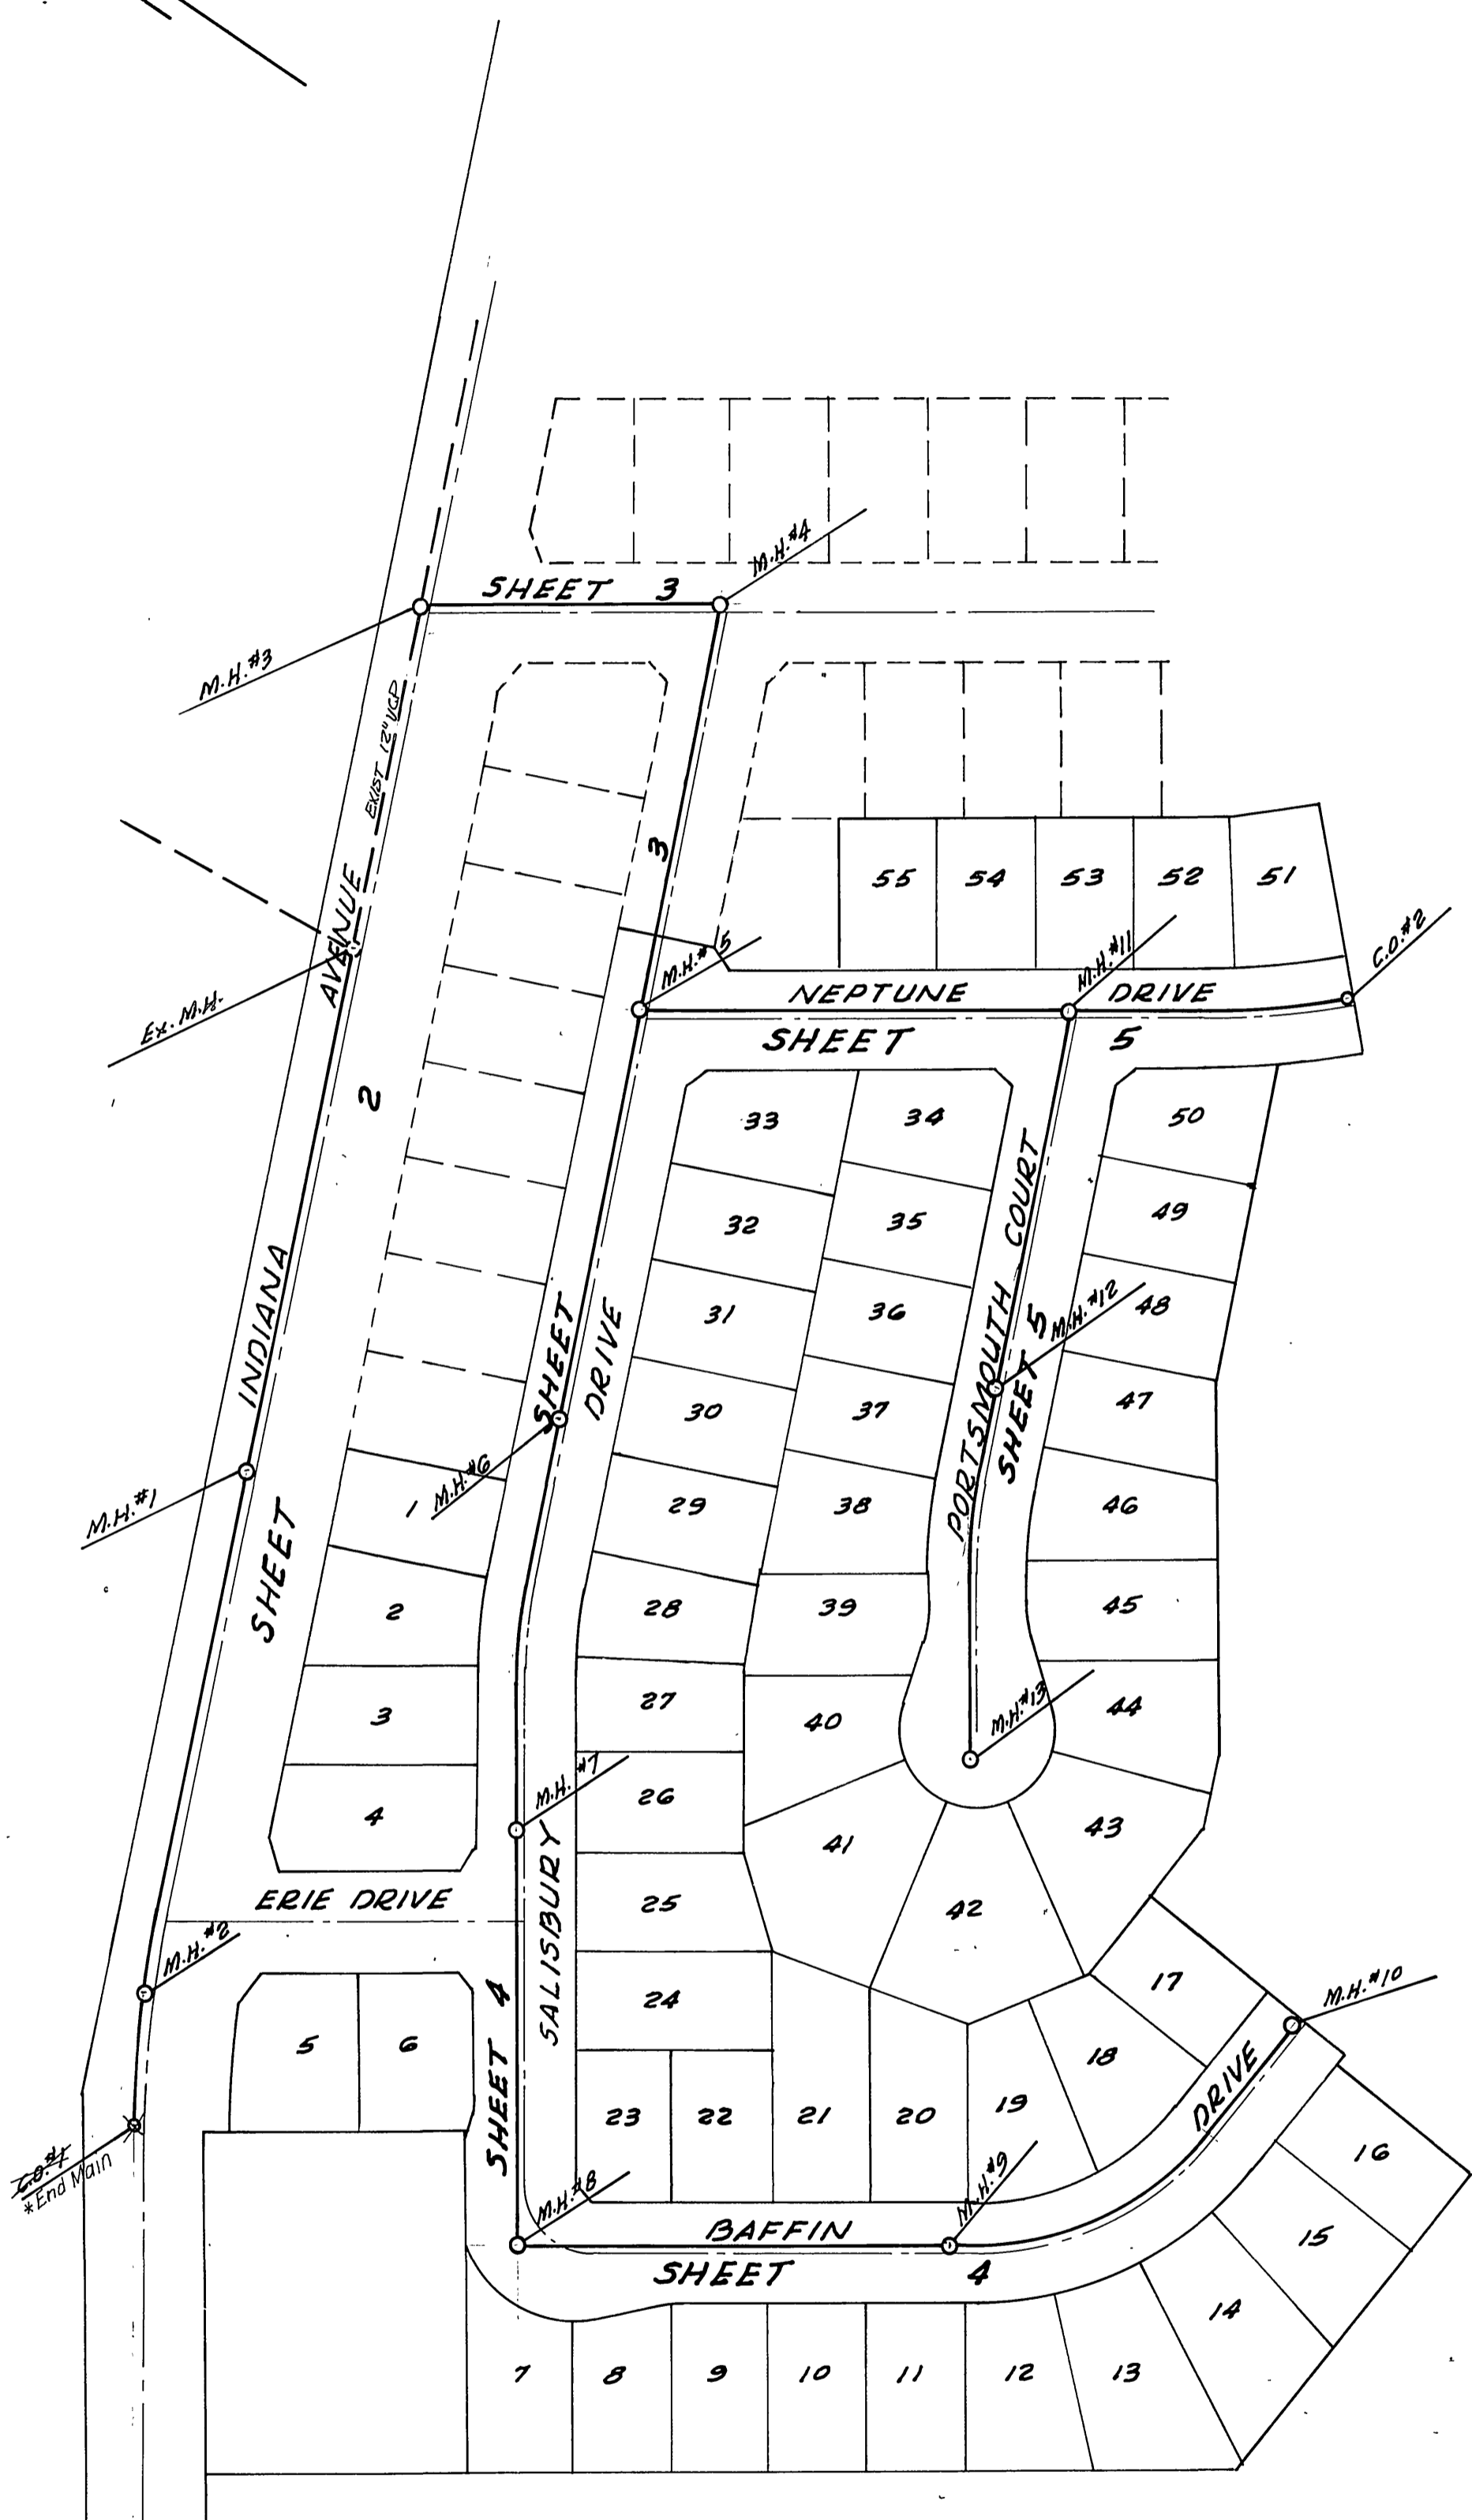 SHEET 3
M.H.#4
M.H.#3
EXIST 12" VCP
3
55
54
53
52
51
AVENUE
M.H.#5
M.H.#11
C.O.#2
NEPTUNE DRIVE
SHEET 5
Ex. M.H.
2
33
34
50
32
35
49
31
36
48
M.H.#12
INDIANA
SHEET
DRIVE
PORTSMOUTH COURT
SHEET 5
30
37
47
M.H.#1
M.H.#6
1
29
38
46
SHEET
2
28
39
45
3
27
40
44
M.H.#13
M.H.#7
4
26
41
43
SALISBURY
ERIE DRIVE
25
42
M.H.#2
24
17
M.H.#10
5
6
SHEET 4
18
DRIVE
23
22
21
20
19
16
C.O.#1
*End Main
M.H.#8
M.H.#9
15
BAFFIN
SHEET 4
14
7
8
9
10
11
12
13